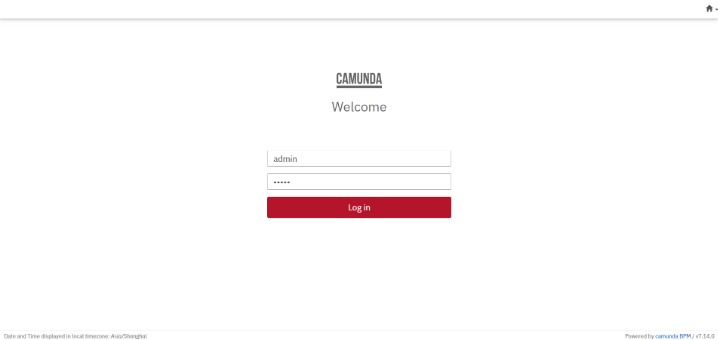 CAMUNDA
Welcome
admin
•••••
Log in
Date and Time displayed in local timezone: Asia/Shanghai
Powered by camunda BPM / v7.14.0